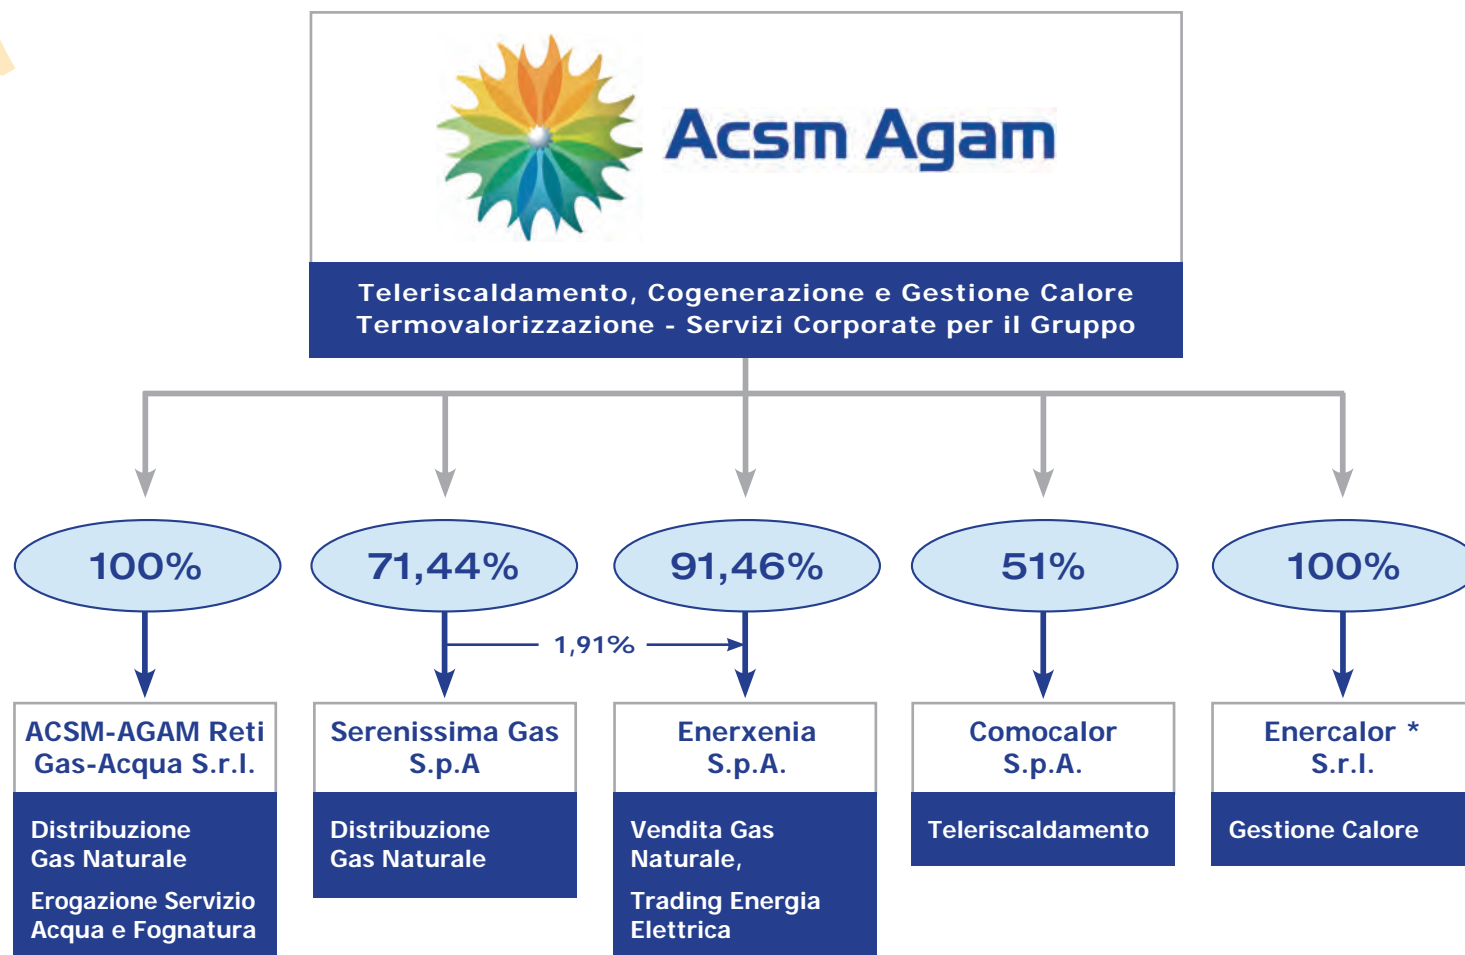 Acsm Agam
Teleriscaldamento, Cogenerazione e Gestione Calore
Termovalorizzazione - Servizi Corporate per il Gruppo
100%
71,44%
91,46%
51%
100%
1,91%
ACSM-AGAM Reti
Gas-Acqua S.r.l.
Distribuzione
Gas Naturale
Erogazione Servizio
Acqua e Fognatura
Serenissima Gas
S.p.A
Distribuzione
Gas Naturale
Enerxenia
S.p.A.
Vendita Gas
Naturale,
Trading Energia
Elettrica
Comocalor
S.p.A.
Teleriscaldamento
Enercalor *
S.r.l.
Gestione Calore